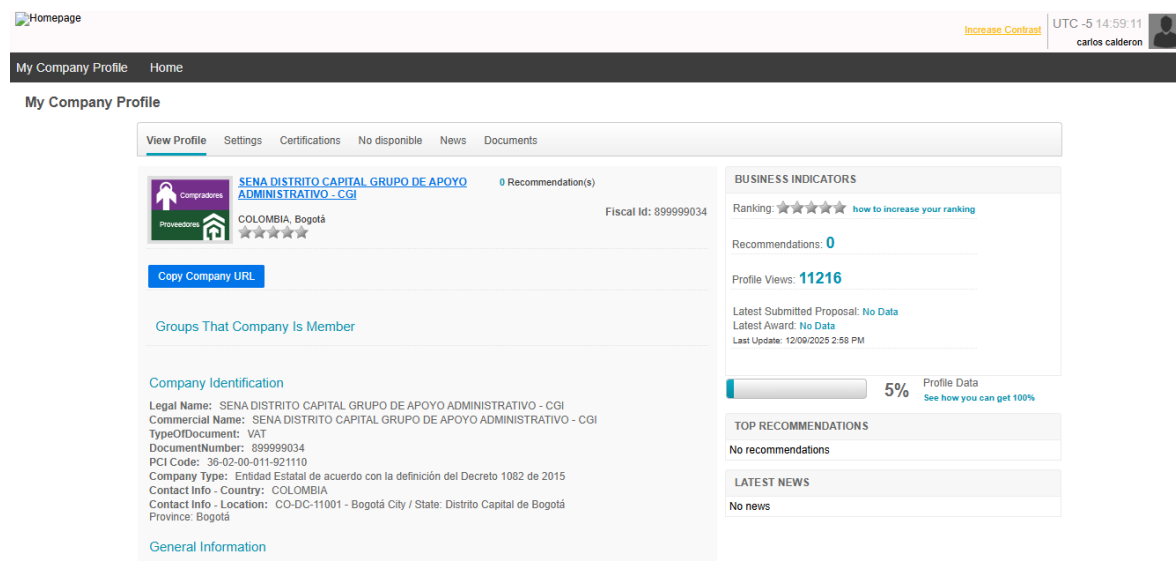 Homepage
Increase Contrast
UTC -5 14:59:11
carlos calderon
My Company Profile Home
My Company Profile
View Profile Settings Certifications No disponible News Documents
Compradores
Proveedores
SENA DISTRITO CAPITAL GRUPO DE APOYO
ADMINISTRATIVO - CGI
0 Recommendation(s)
COLOMBIA, Bogotá
Fiscal Id: 899999034
Copy Company URL
Groups That Company Is Member
Company Identification
Legal Name: SENA DISTRITO CAPITAL GRUPO DE APOYO ADMINISTRATIVO - CGI
Commercial Name: SENA DISTRITO CAPITAL GRUPO DE APOYO ADMINISTRATIVO - CGI
TypeOfDocument: VAT
DocumentNumber: 899999034
PCI Code: 36-02-00-011-921110
Company Type: Entidad Estatal de acuerdo con la definición del Decreto 1082 de 2015
Contact Info - Country: COLOMBIA
Contact Info - Location: CO-DC-11001 - Bogotá City / State: Distrito Capital de Bogotá
Province: Bogotá
General Information
BUSINESS INDICATORS
Ranking: how to increase your ranking
Recommendations: 0
Profile Views: 11216
Latest Submitted Proposal: No Data
Latest Award: No Data
Last Update: 12/09/2025 2:58 PM
5% Profile Data
See how you can get 100%
TOP RECOMMENDATIONS
No recommendations
LATEST NEWS
No news